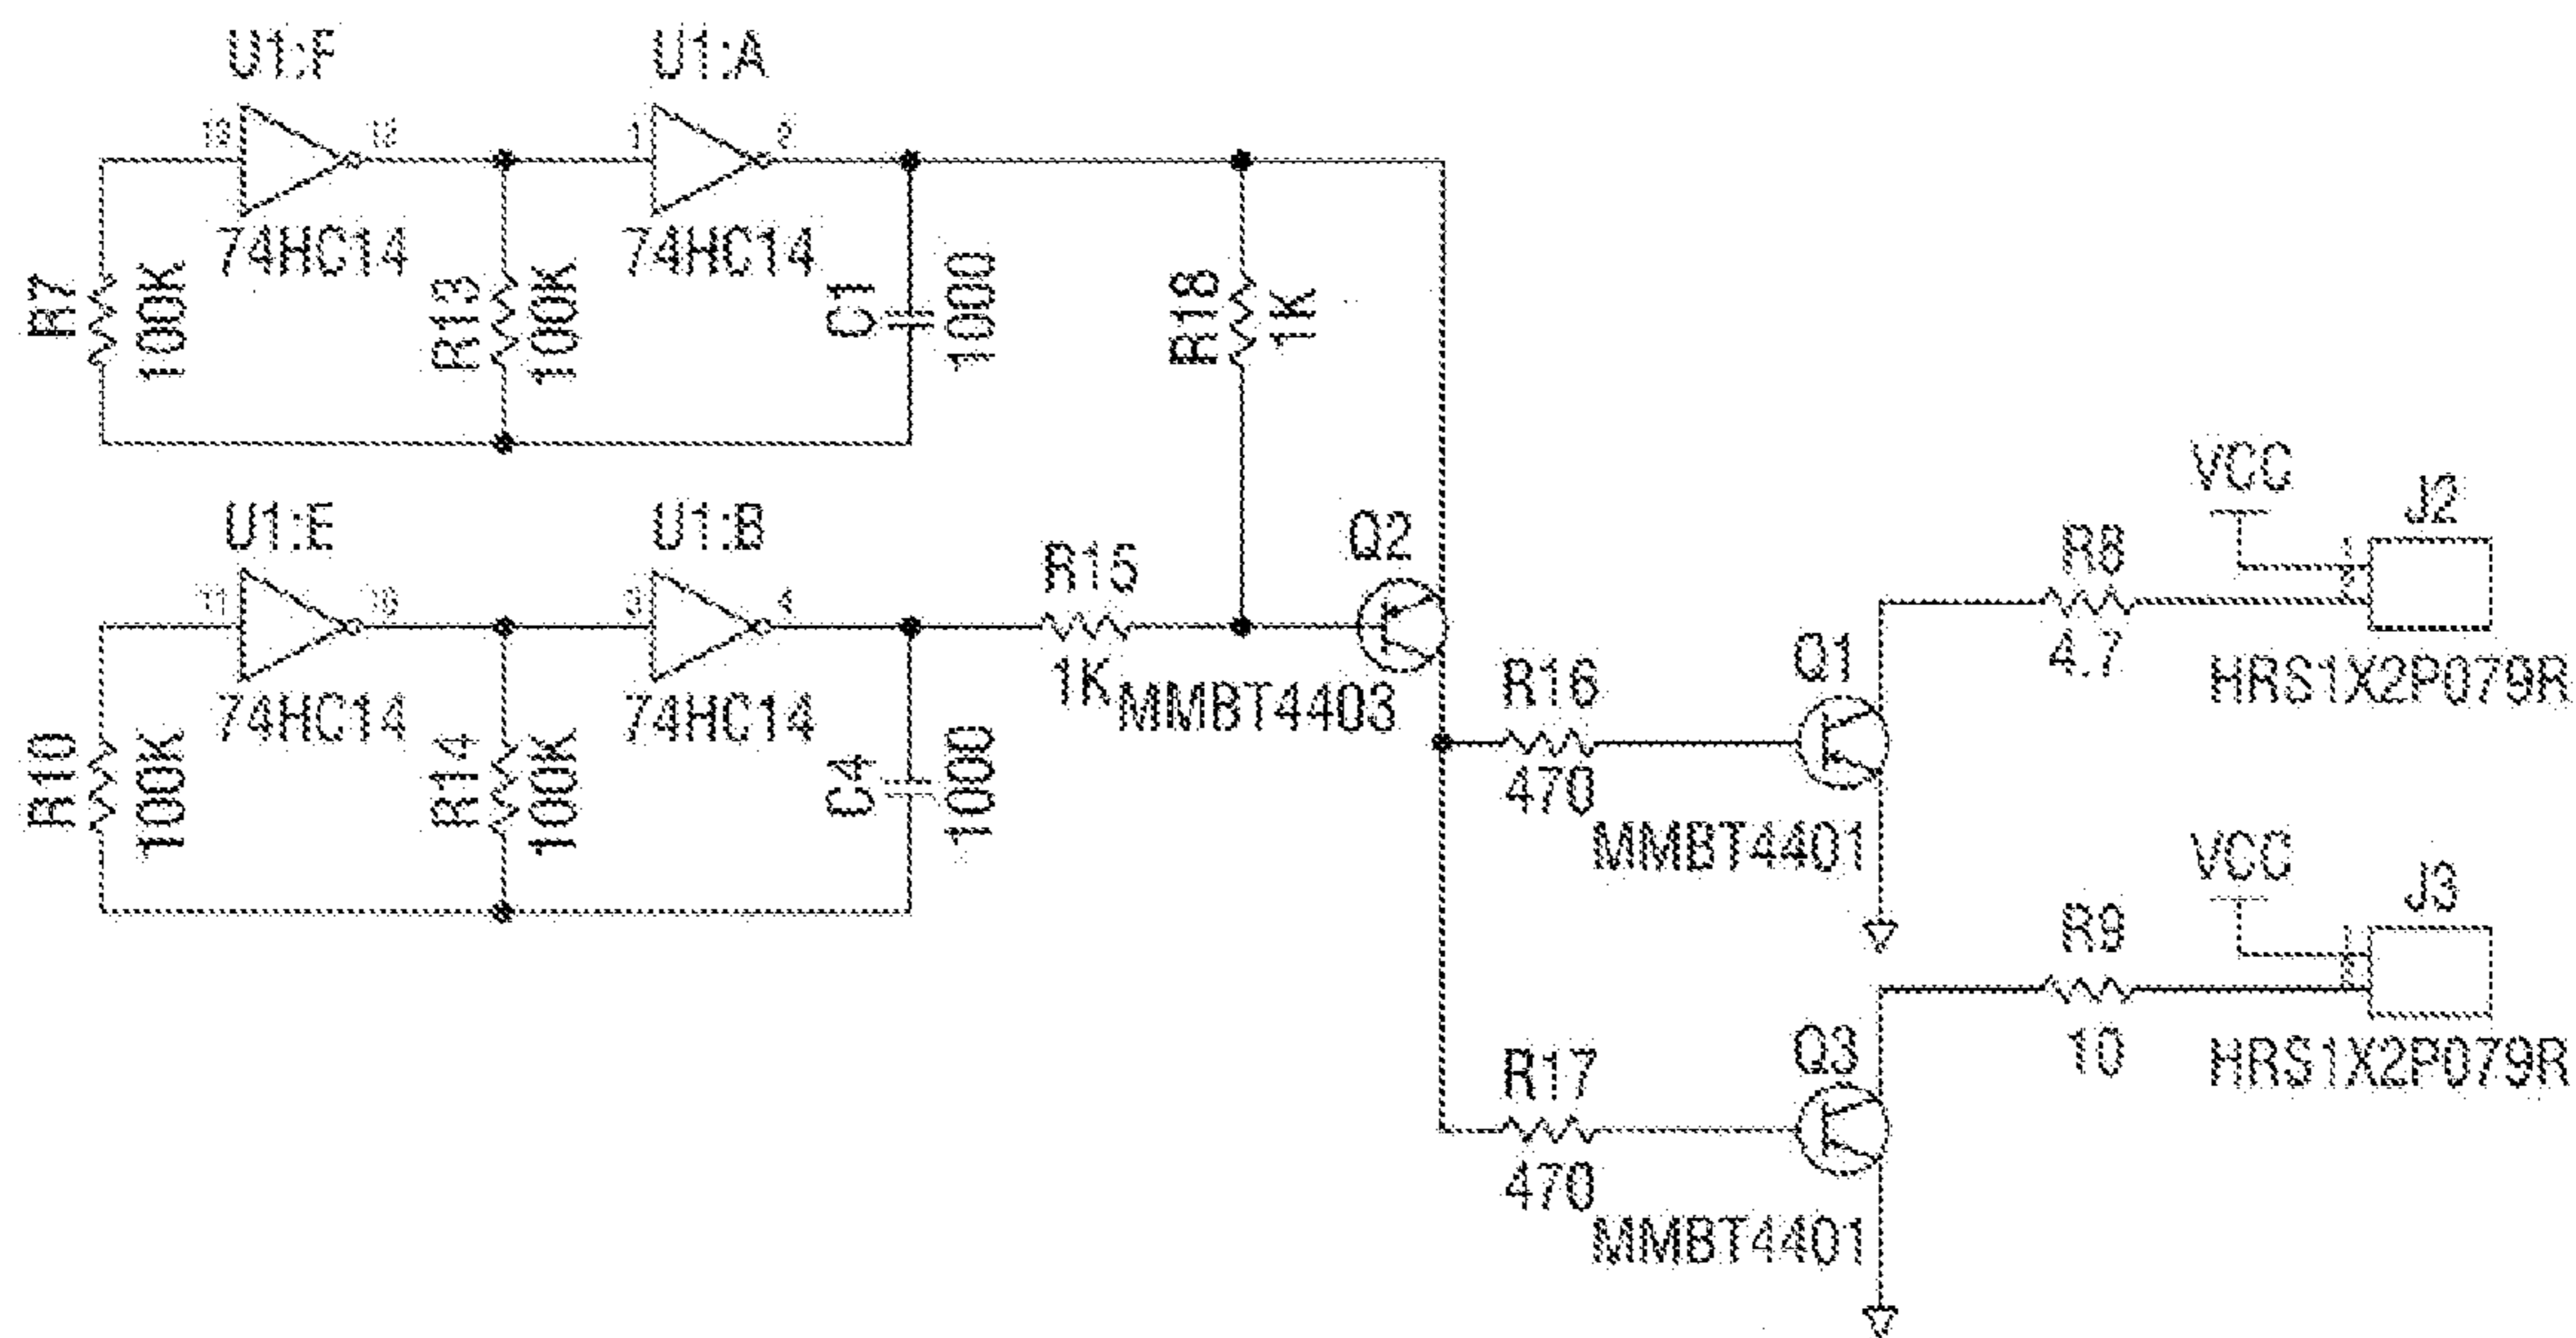 U1:F
U1:A
13
12
1
2
74HC14
74HC14
R7
100K
R13
100K
C1
1000
R18
1K
U1:E
U1:B
11
10
3
4
74HC14
74HC14
R10
100K
R14
100K
C4
1000
R15
1K
Q2
MMBT4403
R16
470
Q1
MMBT4401
R8
4.7
VCC
J2
HRS1X2P079R
R17
470
Q3
MMBT4401
R9
10
VCC
J3
HRS1X2P079R